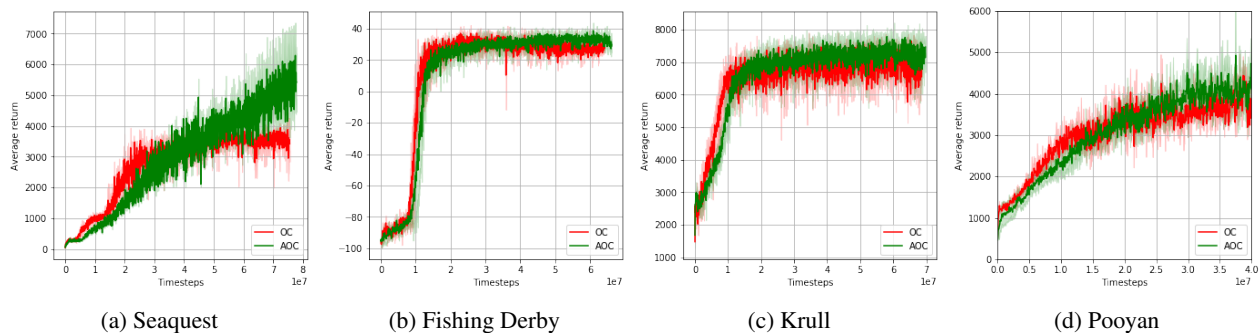 7000
6000
5000
4000
3000
2000
1000
0
Average return
0 1 2 3 4 5 6 7 8
1e7
Timesteps
OC
AOC
(a) Seaquest
40
20
0
−20
−40
−60
−80
−100
Average return
0 1 2 3 4 5 6
1e7
Timesteps
OC
AOC
(b) Fishing Derby
8000
7000
6000
5000
4000
3000
2000
1000
Average return
0 1 2 3 4 5 6 7
1e7
Timesteps
OC
AOC
(c) Krull
6000
5000
4000
3000
2000
1000
0
Average return
0.0 0.5 1.0 1.5 2.0 2.5 3.0 3.5 4.0
1e7
Timesteps
OC
AOC
(d) Pooyan